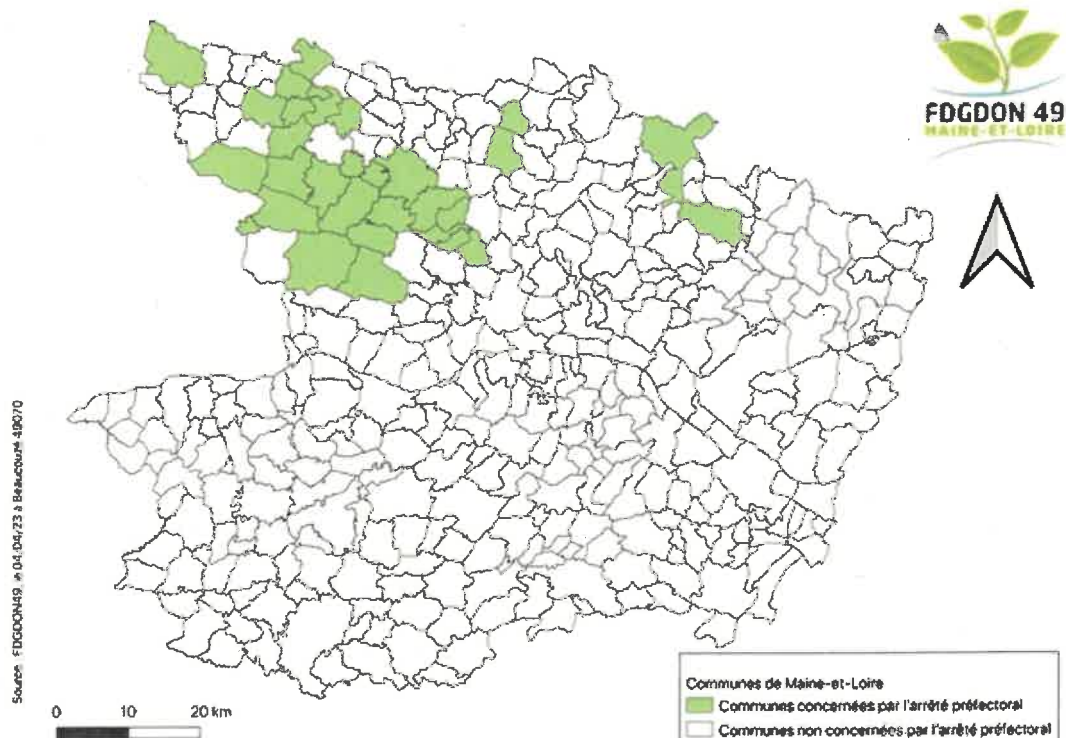 FDGDON 49
MAINE-ET-LOIRE
Source : FDGDON49, le 04/04/23 à Beaucouzé 49070
0 10 20 km
Communes de Maine-et-Loire
Communes concernées par l'arrêté préfectoral
Communes non concernées par l'arrêté préfectoral